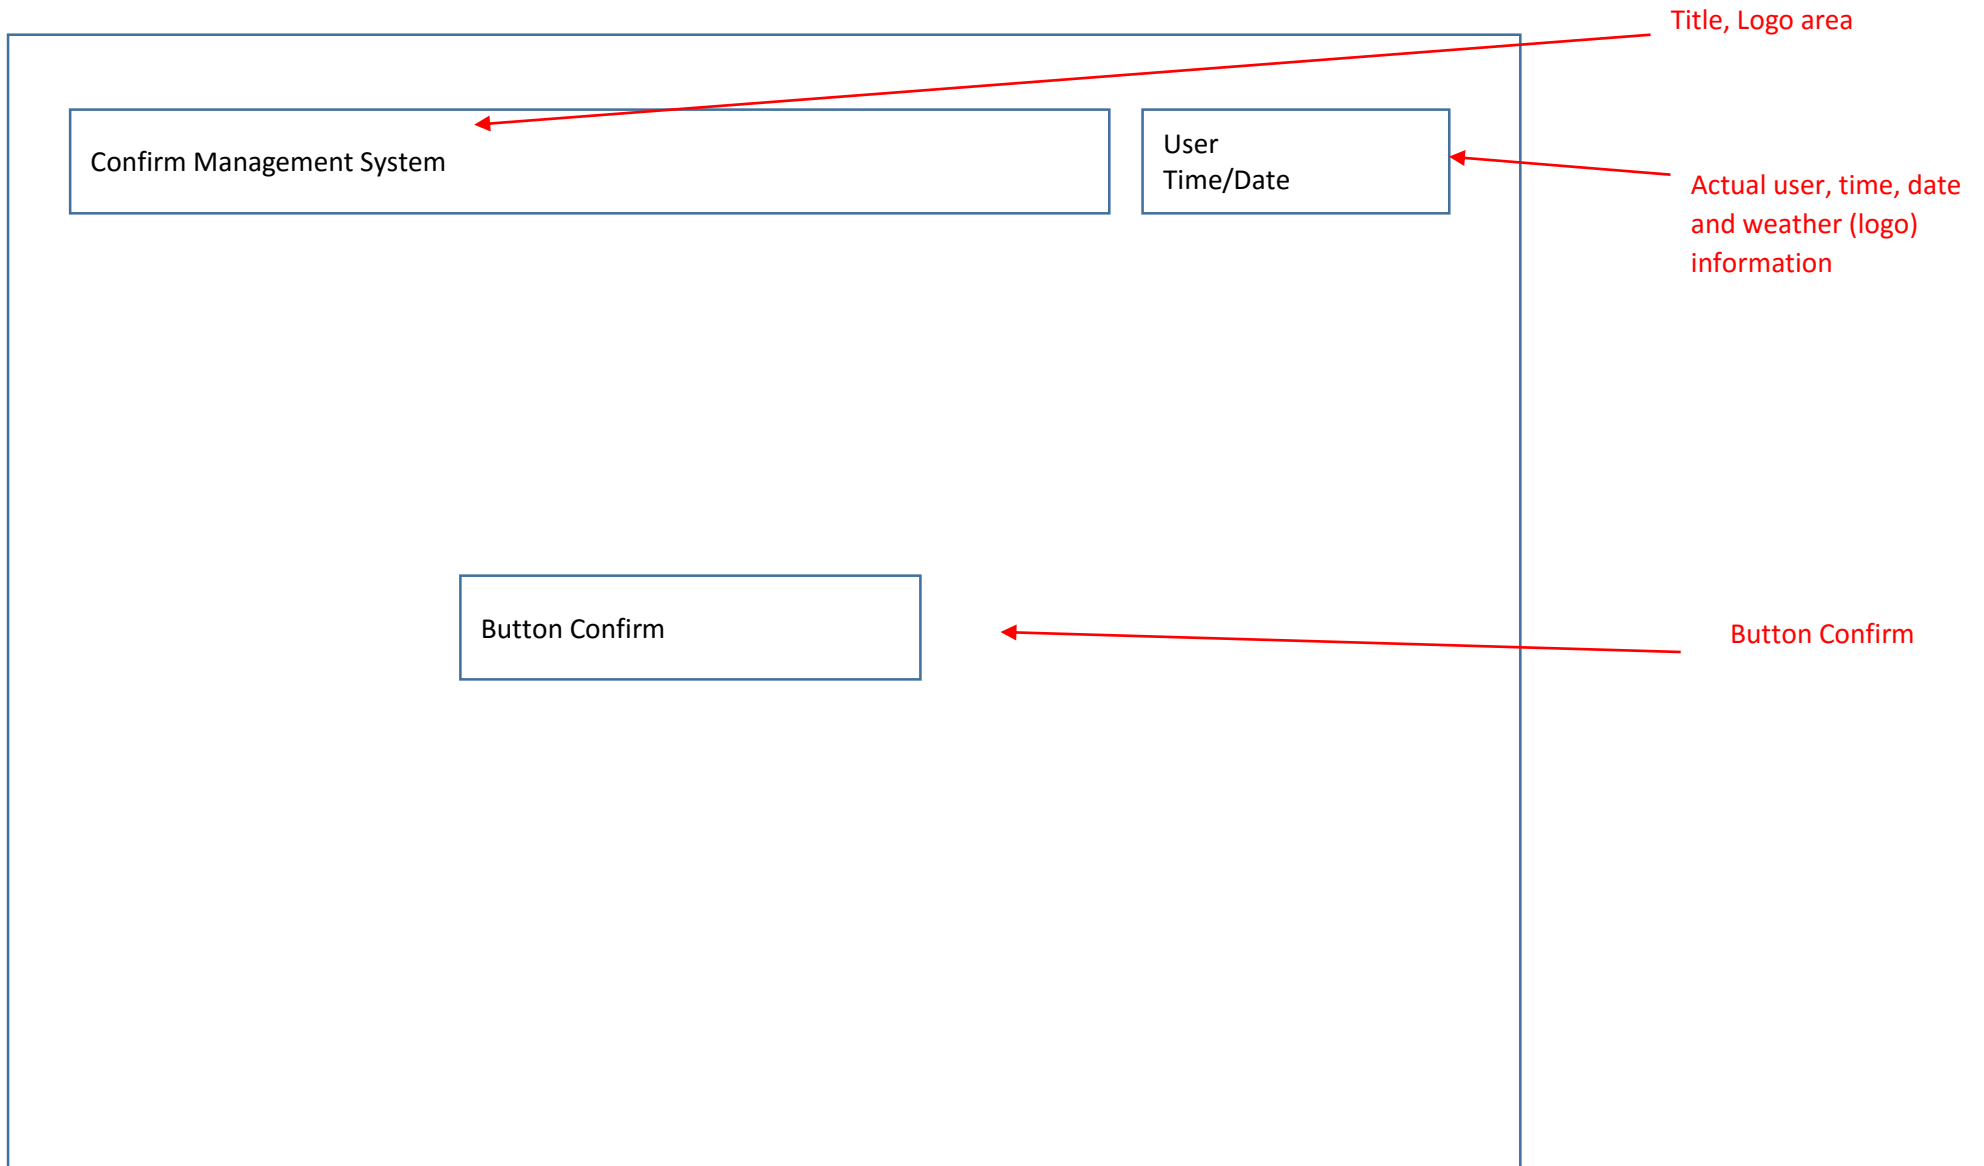 Title, Logo area
Confirm Management System
User
Time/Date
Actual user, time, date
and weather (logo)
information
Button Confirm
Button Confirm